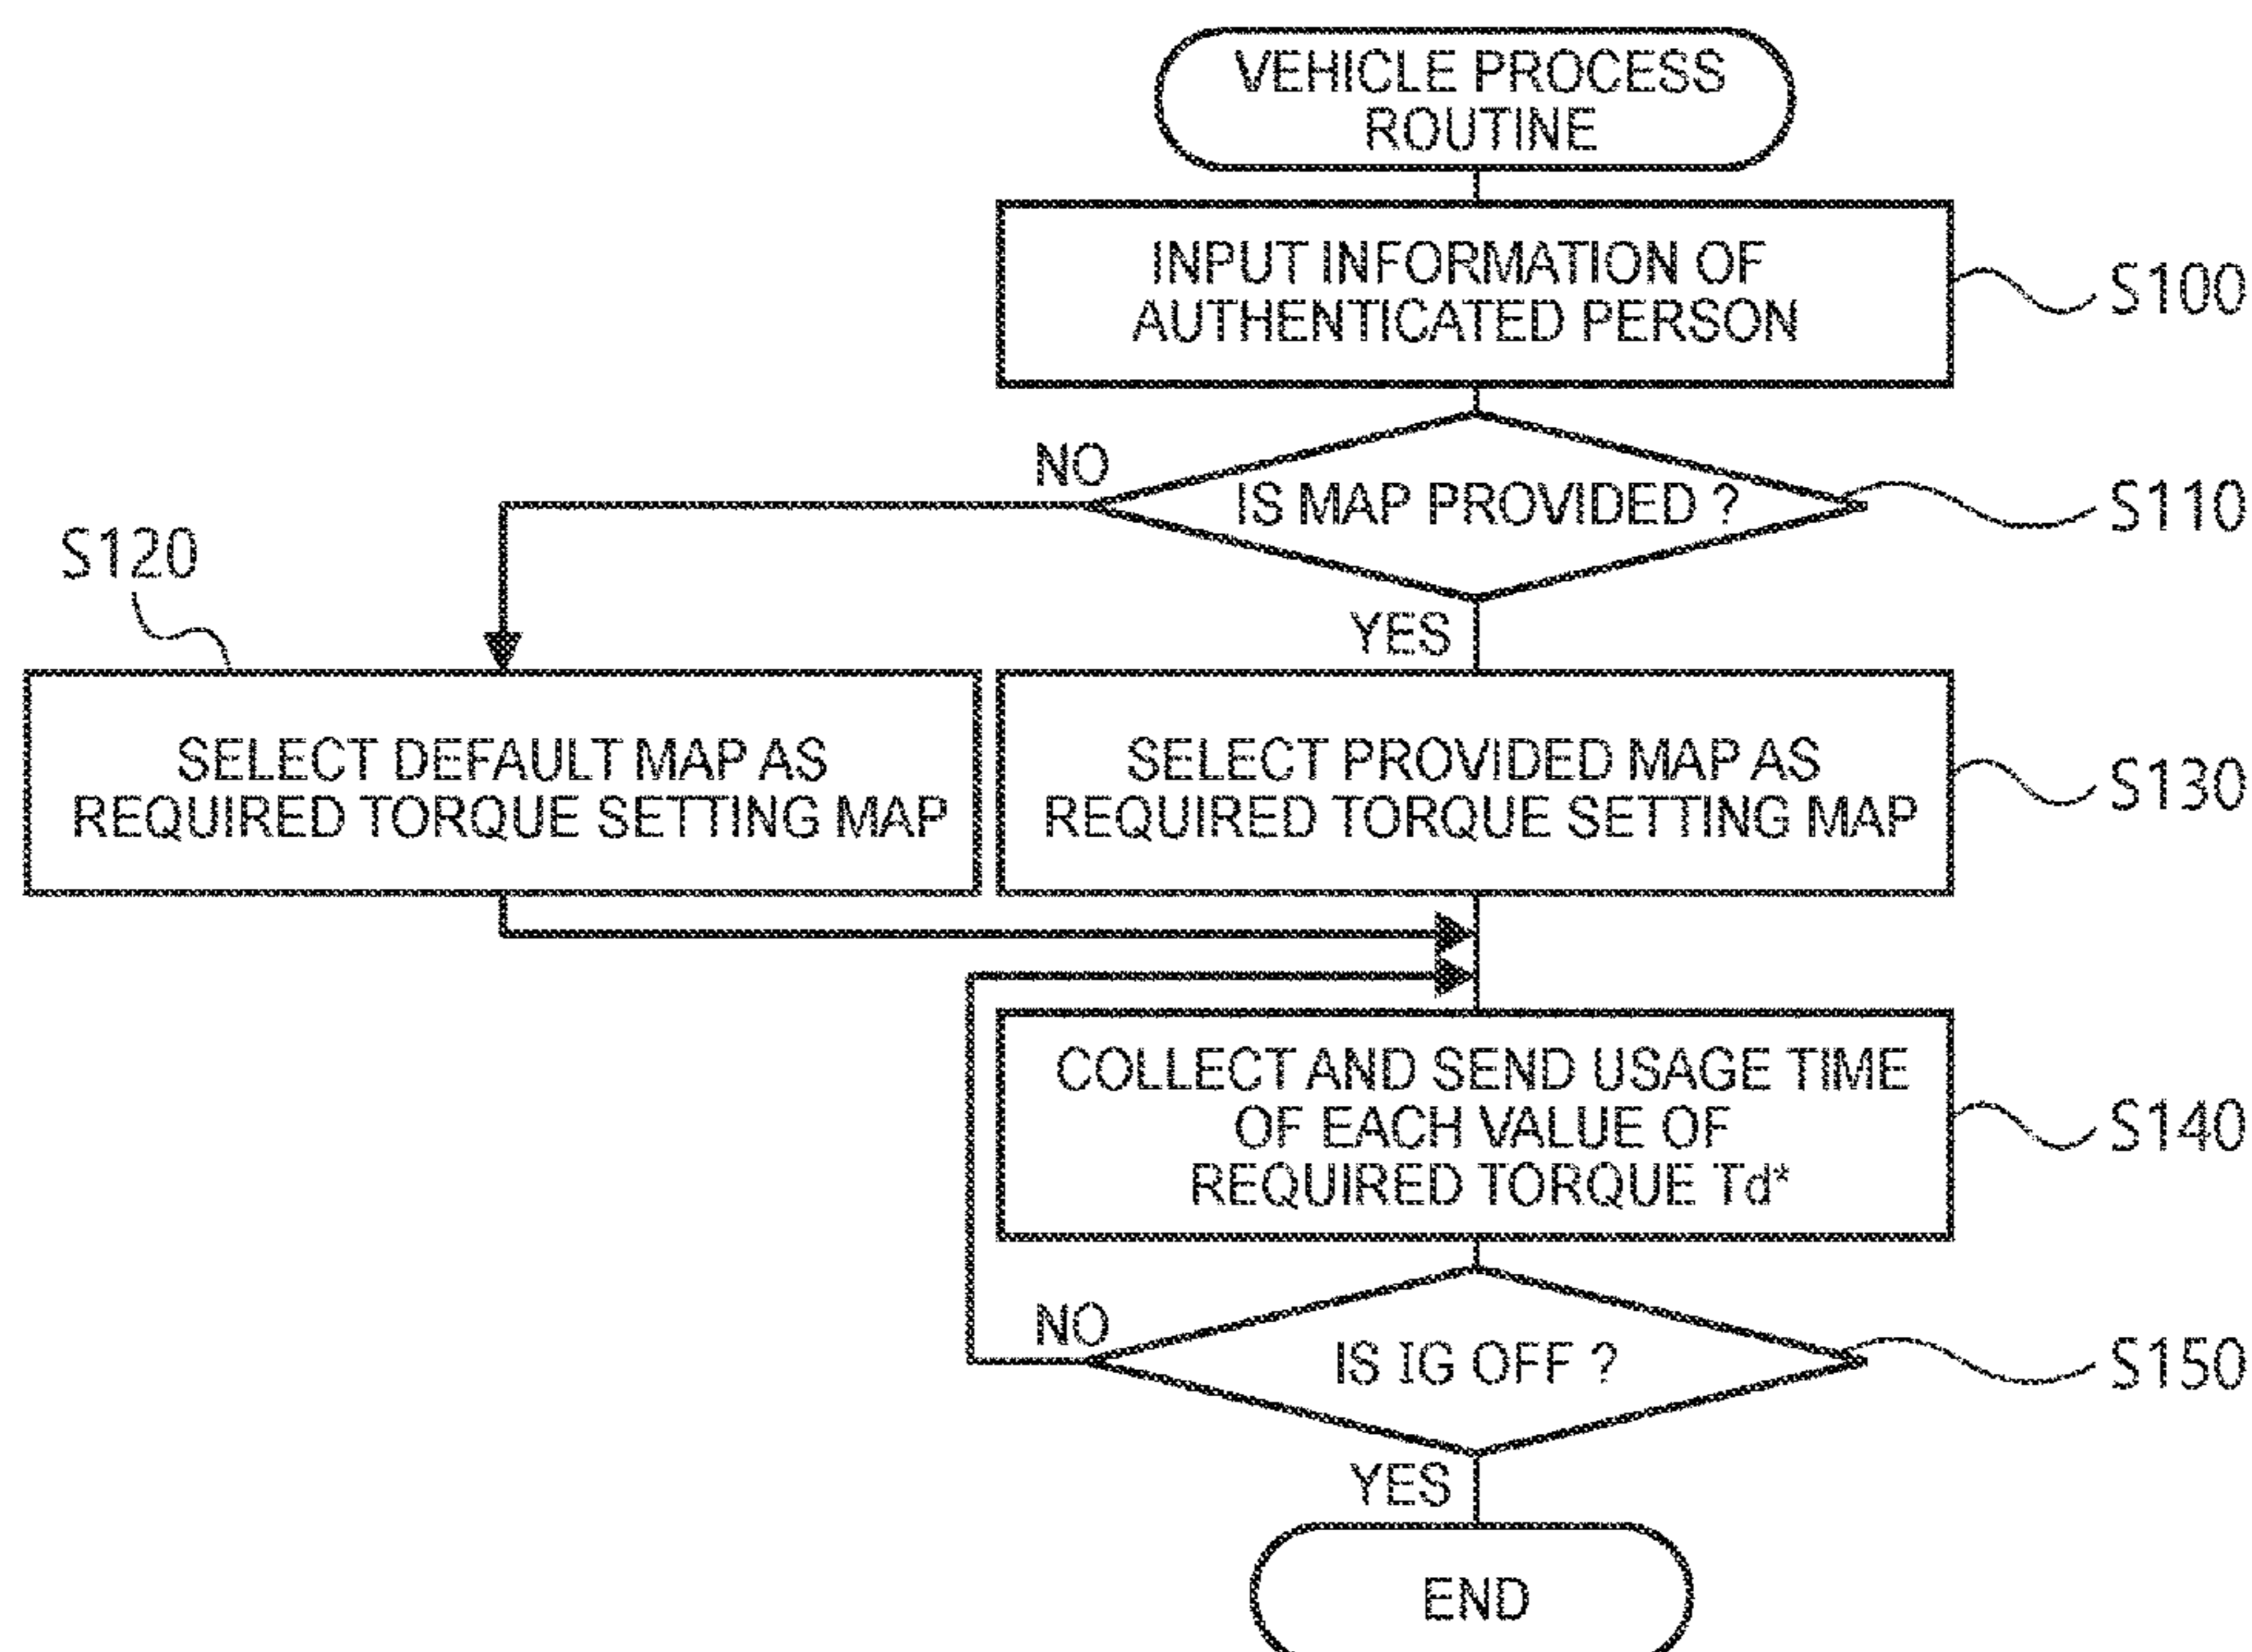 VEHICLE PROCESS
ROUTINE
INPUT INFORMATION OF
AUTHENTICATED PERSON
S100
NO
IS MAP PROVIDED ?
S110
S120
YES
SELECT DEFAULT MAP AS
REQUIRED TORQUE SETTING MAP
SELECT PROVIDED MAP AS
REQUIRED TORQUE SETTING MAP
S130
COLLECT AND SEND USAGE TIME
OF EACH VALUE OF
REQUIRED TORQUE Td*
S140
NO
IS IG OFF ?
S150
YES
END